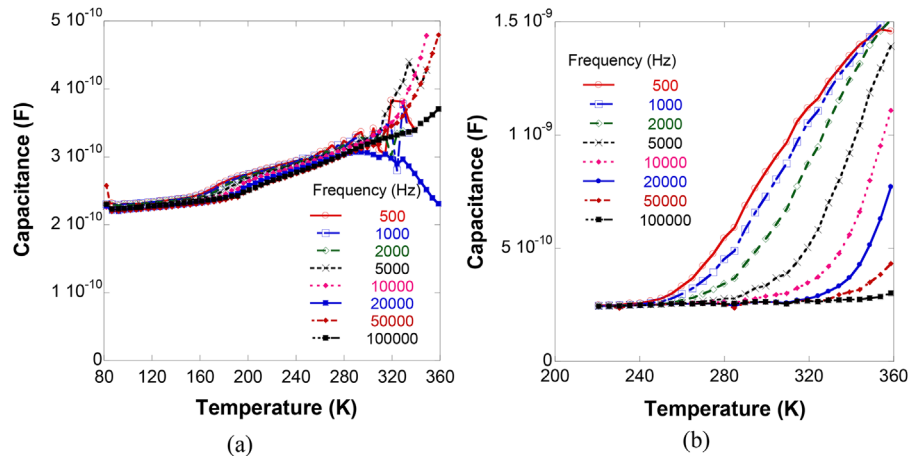 5 10⁻¹⁰
4 10⁻¹⁰
3 10⁻¹⁰
2 10⁻¹⁰
1 10⁻¹⁰
0 10⁰
Capacitance (F)
Frequency (Hz)
500
1000
2000
5000
10000
20000
50000
100000
80 120 160 200 240 280 320 360
Temperature (K)
(a)
1.5 10⁻⁹
1 10⁻⁹
5 10⁻¹⁰
0 10⁰
Capacitance (F)
Frequency (Hz)
500
1000
2000
5000
10000
20000
50000
100000
200 240 280 320 360
Temperature (K)
(b)